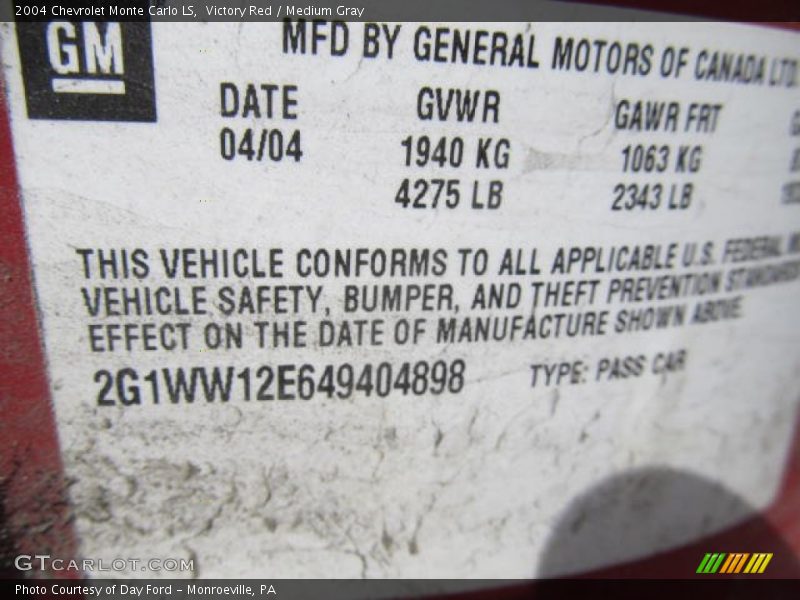 2004 Chevrolet Monte Carlo LS, Victory Red / Medium Gray
GM
MFD BY GENERAL MOTORS OF CANADA LTD.
DATE GVWR GAWR FRT
04/04 1940 KG 1063 KG
4275 LB 2343 LB
THIS VEHICLE CONFORMS TO ALL APPLICABLE U.S. FEDERAL
VEHICLE SAFETY, BUMPER, AND THEFT PREVENTION STANDARDS
EFFECT ON THE DATE OF MANUFACTURE SHOWN ABOVE.
2G1WW12E649404898 TYPE: PASS CAR
GTCARLOT.COM
Photo Courtesy of Day Ford - Monroeville, PA